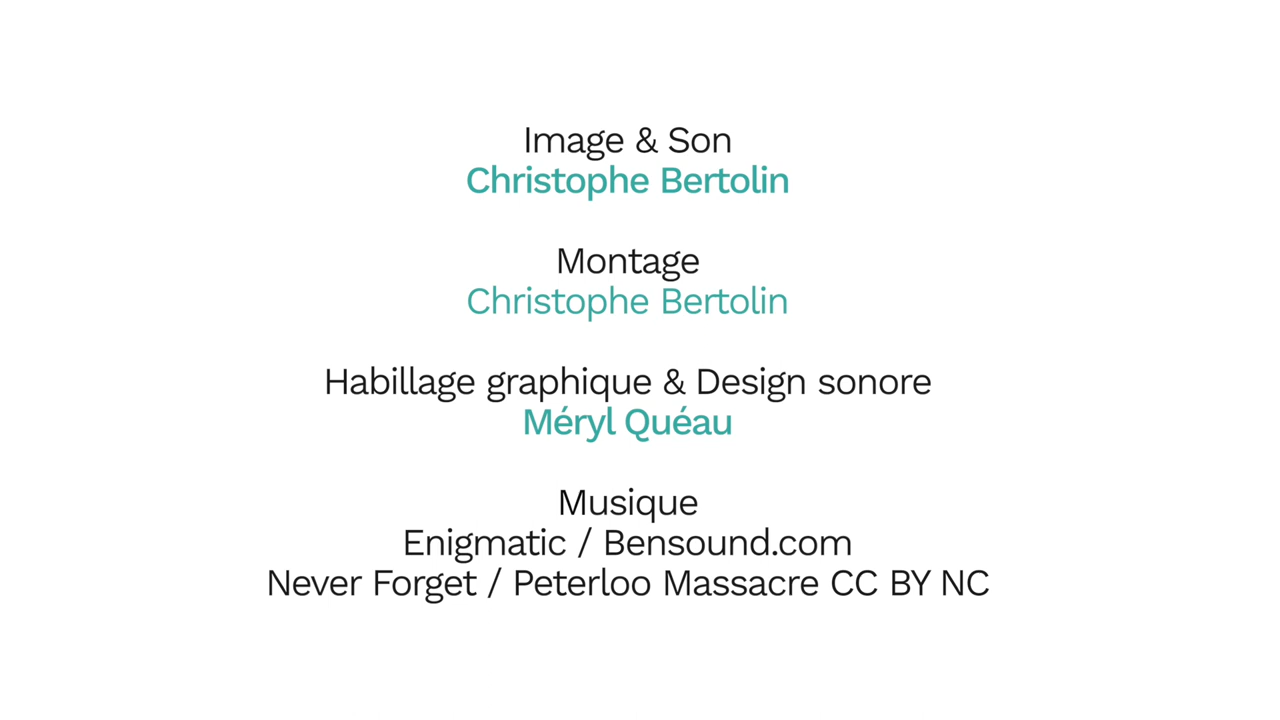 Image & Son
Christophe Bertolin
Montage
Christophe Bertolin
Habillage graphique & Design sonore
Méryl Quéau
Musique
Enigmatic / Bensound.com
Never Forget / Peterloo Massacre CC BY NC